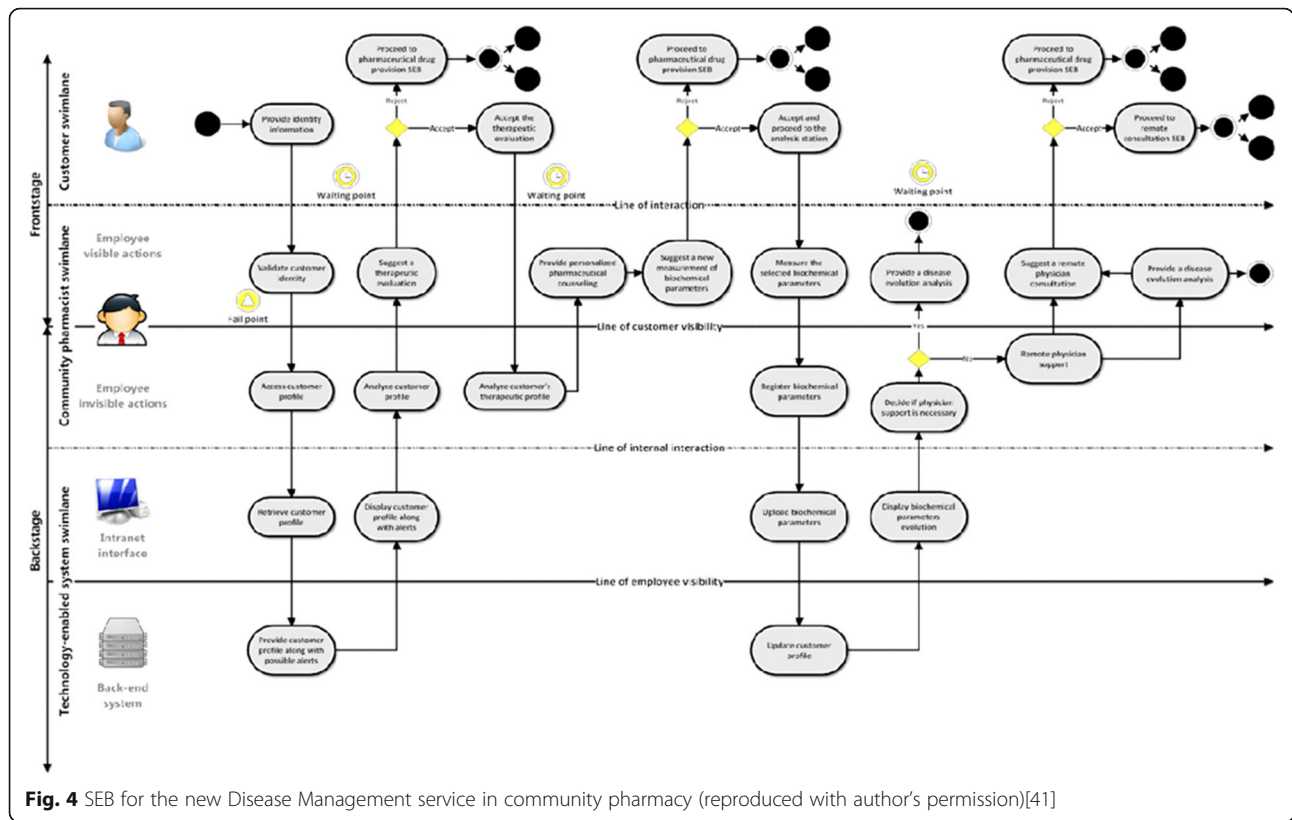 Frontstage
Backstage
Customer swimlane
Community pharmacist swimlane
Technology-enabled system swimlane
Proceed to
pharmaceutical drug
provision SEB
Reject
Accept
Provide identity
information
Accept the
therapeutic evaluation
Waiting point
Proceed to
pharmaceutical drug
provision SEB
Reject
Accept
Accept and
proceed to the
analysis station
Waiting point
Proceed to
pharmaceutical drug
provision SEB
Reject
Accept
Proceed to
remote
consultation SEB
Waiting point
Line of interaction
Employee
visible actions
Validate customer
identity
Fail point
Suggest a
therapeutic
evaluation
Provide personalized
pharmaceutical
counseling
Suggest a new
measurement of
biochemical
parameters
Measure the
selected biochemical
parameters
Provide a disease
evolution analysis
Suggest a remote
physician
consultation
Provide a disease
evolution analysis
Line of customer visibility
Employee
invisible actions
Access customer
profile
Analyze customer
profile
Analyze customer's
therapeutic profile
Register biochemical
parameters
Yes
No
Decide if physician
support is necessary
Remote physician
support
Line of internal interaction
Intranet
interface
Retrieve customer
profile
Display customer
profile along
with alerts
Upload biochemical
parameters
Display biochemical
parameters
evolution
Line of employee visibility
Back-end
system
Provide customer
profile along with
possible alerts
Update customer
profile
Fig. 4 SEB for the new Disease Management service in community pharmacy (reproduced with author's permission)[41]